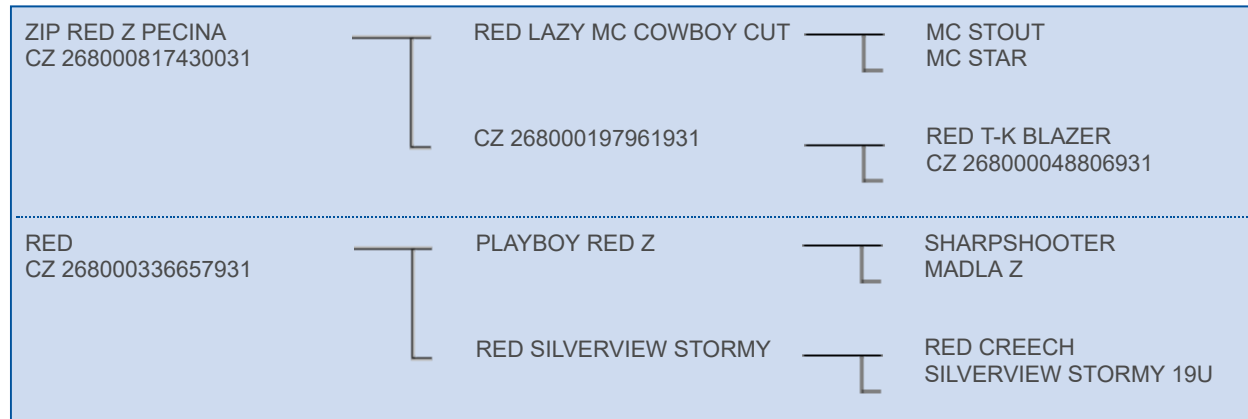 ZIP RED Z PECINA
CZ 268000817430031
RED LAZY MC COWBOY CUT
MC STOUT
MC STAR
CZ 268000197961931
RED T-K BLAZER
CZ 268000048806931
RED
CZ 268000336657931
PLAYBOY RED Z
SHARPSHOOTER
MADLA Z
RED SILVERVIEW STORMY
RED CREECH
SILVERVIEW STORMY 19U